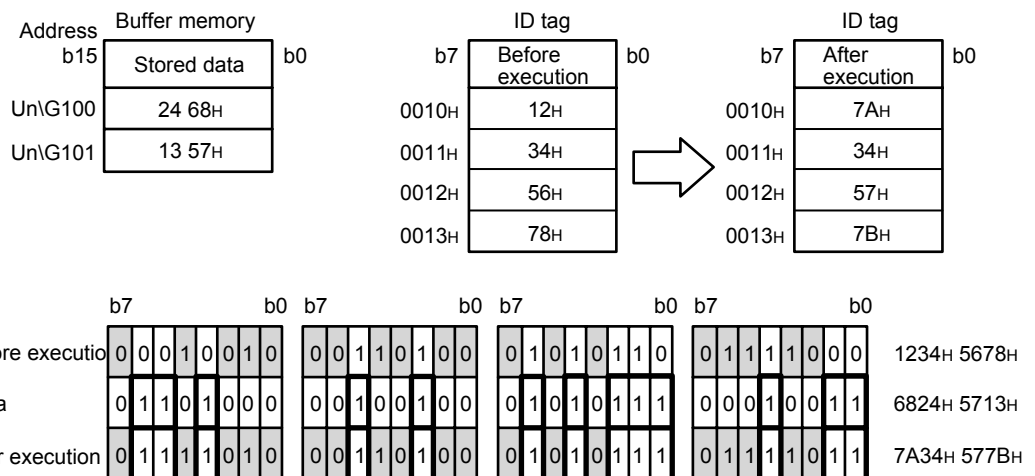 Address Buffer memory
b15 Stored data b0
Un\G100 24 68H
Un\G101 13 57H
ID tag
b7 Before execution b0
0010H 12H
0011H 34H
0012H 56H
0013H 78H
ID tag
b7 After execution b0
0010H 7AH
0011H 34H
0012H 57H
0013H 7BH
b7 b0 b7 b0 b7 b0 b7 b0
ore executio 0 0 0 1 0 0 1 0 0 0 1 1 0 1 0 0 0 1 0 1 0 1 1 0 0 1 1 1 1 0 0 0 1234H 5678H
a 0 1 1 0 1 0 0 0 0 0 1 0 0 1 0 0 0 1 0 1 0 1 1 1 0 0 0 1 0 0 1 1 6824H 5713H
r execution 0 1 1 1 1 0 1 0 0 0 1 1 0 1 0 0 0 1 0 1 0 1 1 1 0 1 1 1 1 0 1 1 7A34H 577BH